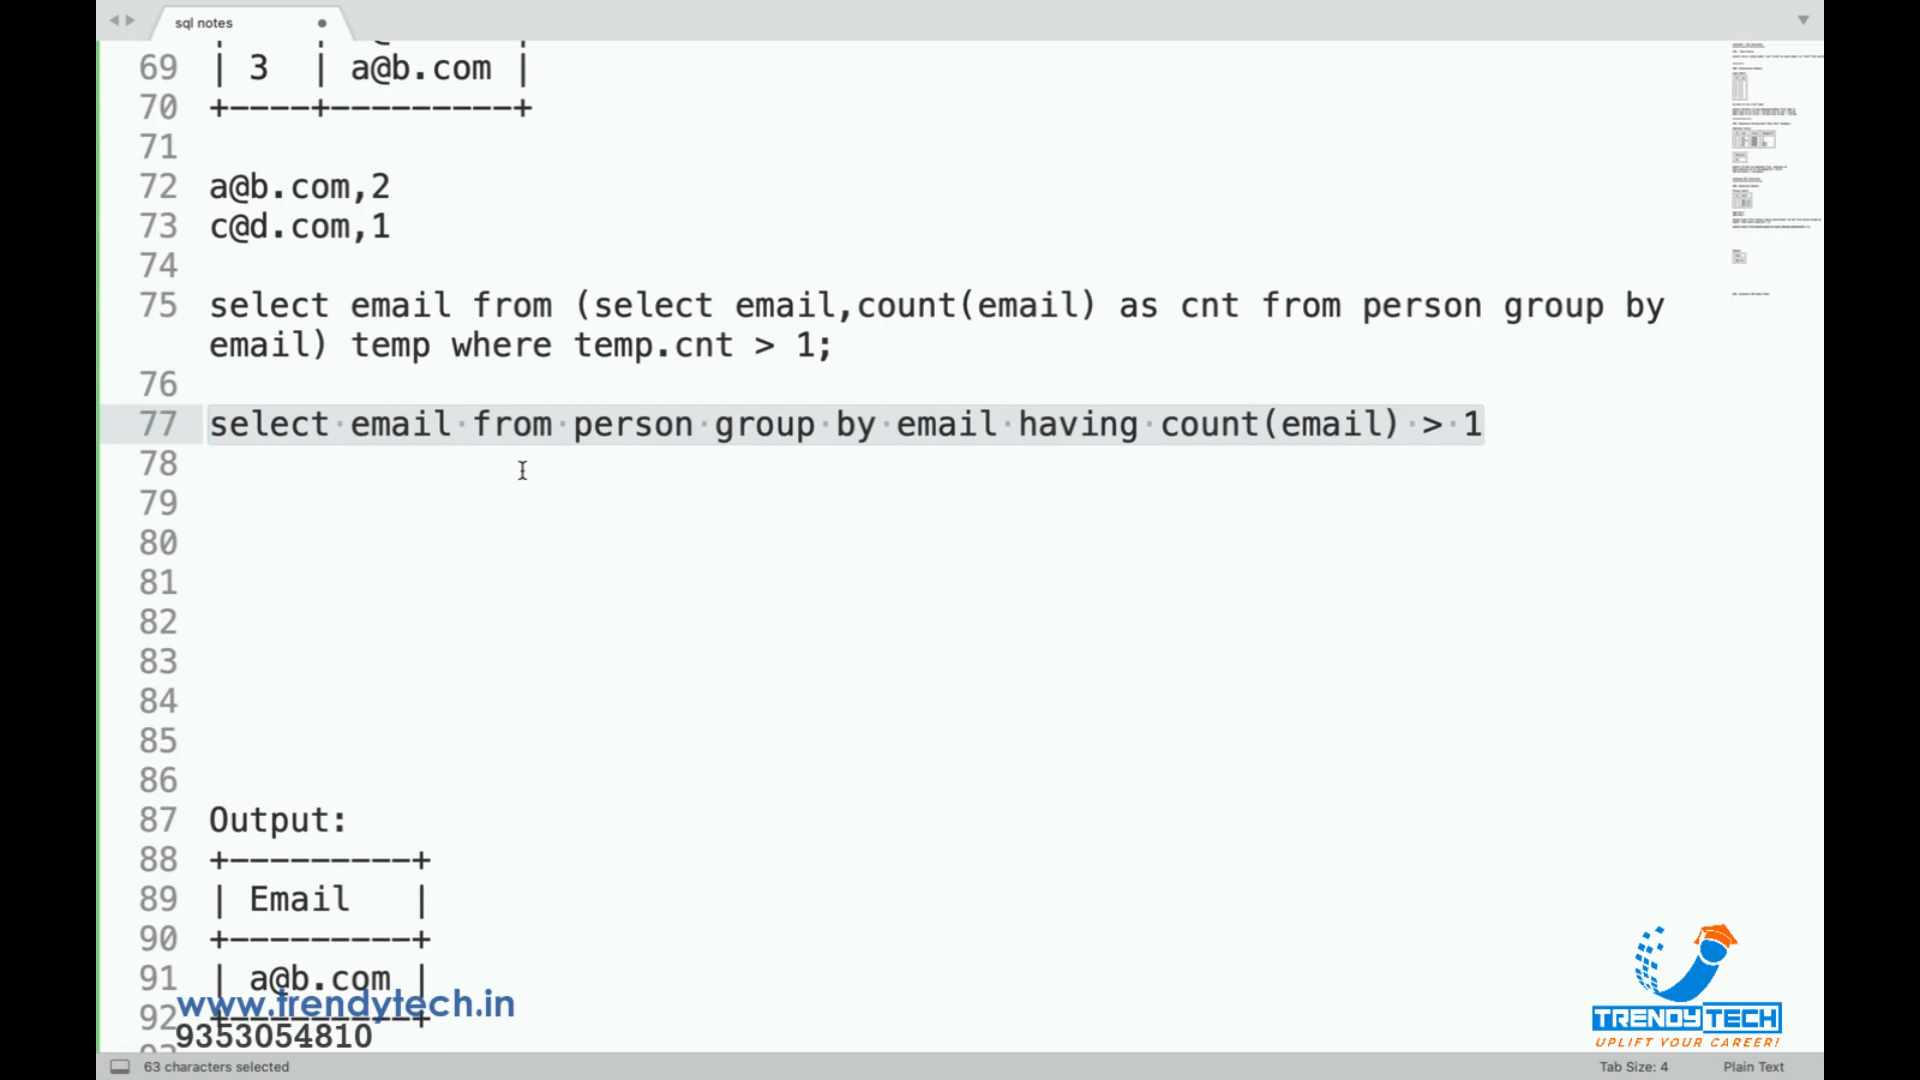 sql notes
69 | 3 | a@b.com |
70 +----+---------+
71
72 a@b.com,2
73 c@d.com,1
74
75 select email from (select email,count(email) as cnt from person group by
email) temp where temp.cnt > 1;
76
77 select email from person group by email having count(email) > 1
78
79
80
81
82
83
84
85
86
87 Output:
88 +---------+
89 | Email |
90 +---------+
91 | a@b.com |
92 +---------+
www.trendytech.in
9353054810
TRENDYTECH
UPLIFT YOUR CAREER!
63 characters selected
Tab Size: 4
Plain Text